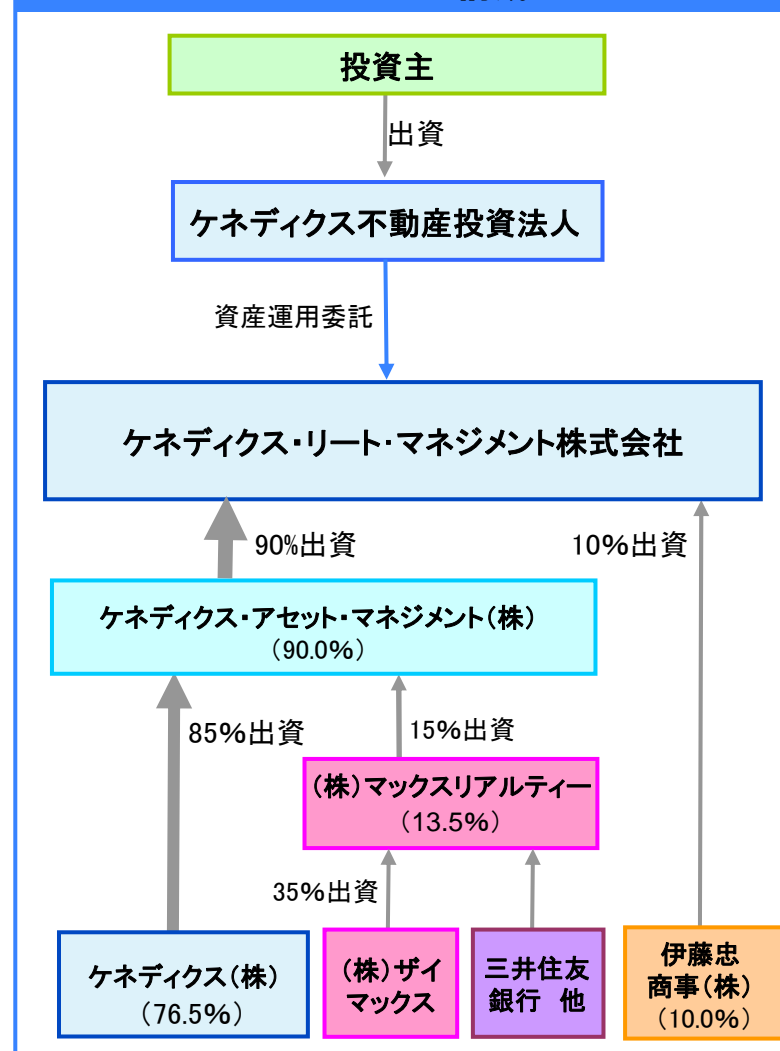 投資主
出資
ケネディクス不動産投資法人
資産運用委託
ケネディクス・リート・マネジメント株式会社
90%出資
10%出資
ケネディクス・アセット・マネジメント(株)
(90.0%)
85%出資
15%出資
(株)マックスリアルティー
(13.5%)
35%出資
ケネディクス(株)
(76.5%)
(株)ザイ
マックス
三井住友
銀行 他
伊藤忠
商事(株)
(10.0%)